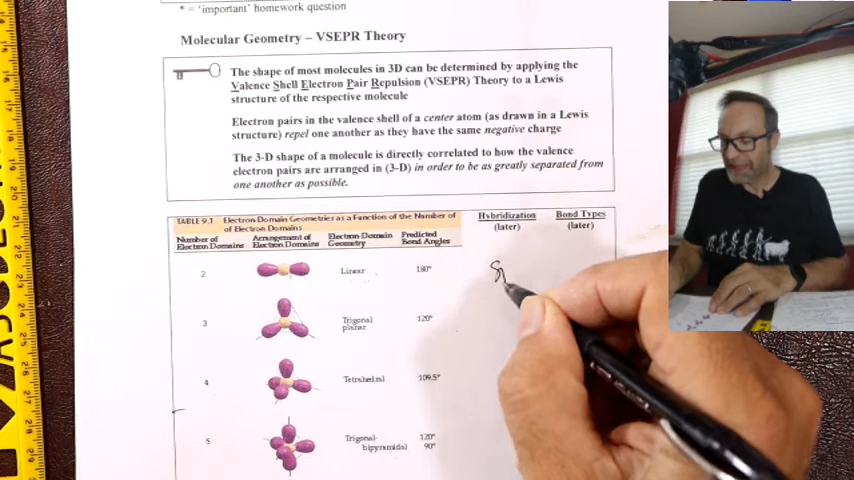 * = 'important' homework question
Molecular Geometry – VSEPR Theory
The shape of most molecules in 3D can be determined by applying the
Valence Shell Electron Pair Repulsion (VSEPR) Theory to a Lewis
structure of the respective molecule
Electron pairs in the valence shell of a center atom (as drawn in a Lewis
structure) repel one another as they have the same negative charge
The 3-D shape of a molecule is directly correlated to how the valence
electron pairs are arranged in (3-D) in order to be as greatly separated from
one another as possible.
TABLE 9.1 Electron Domain Geometries as a Function of the Number of
of Electron Domains
Hybridization Bond Types
(later) (later)
Number of Arrangement of Electron-Domain Predicted
Electron Domains Electron Domains Geometry Bond Angles
2 Linear 180°
3 Trigonal planar 120°
4 Tetrahedral 109.5°
5 Trigonal- bipyramidal 120° 90°